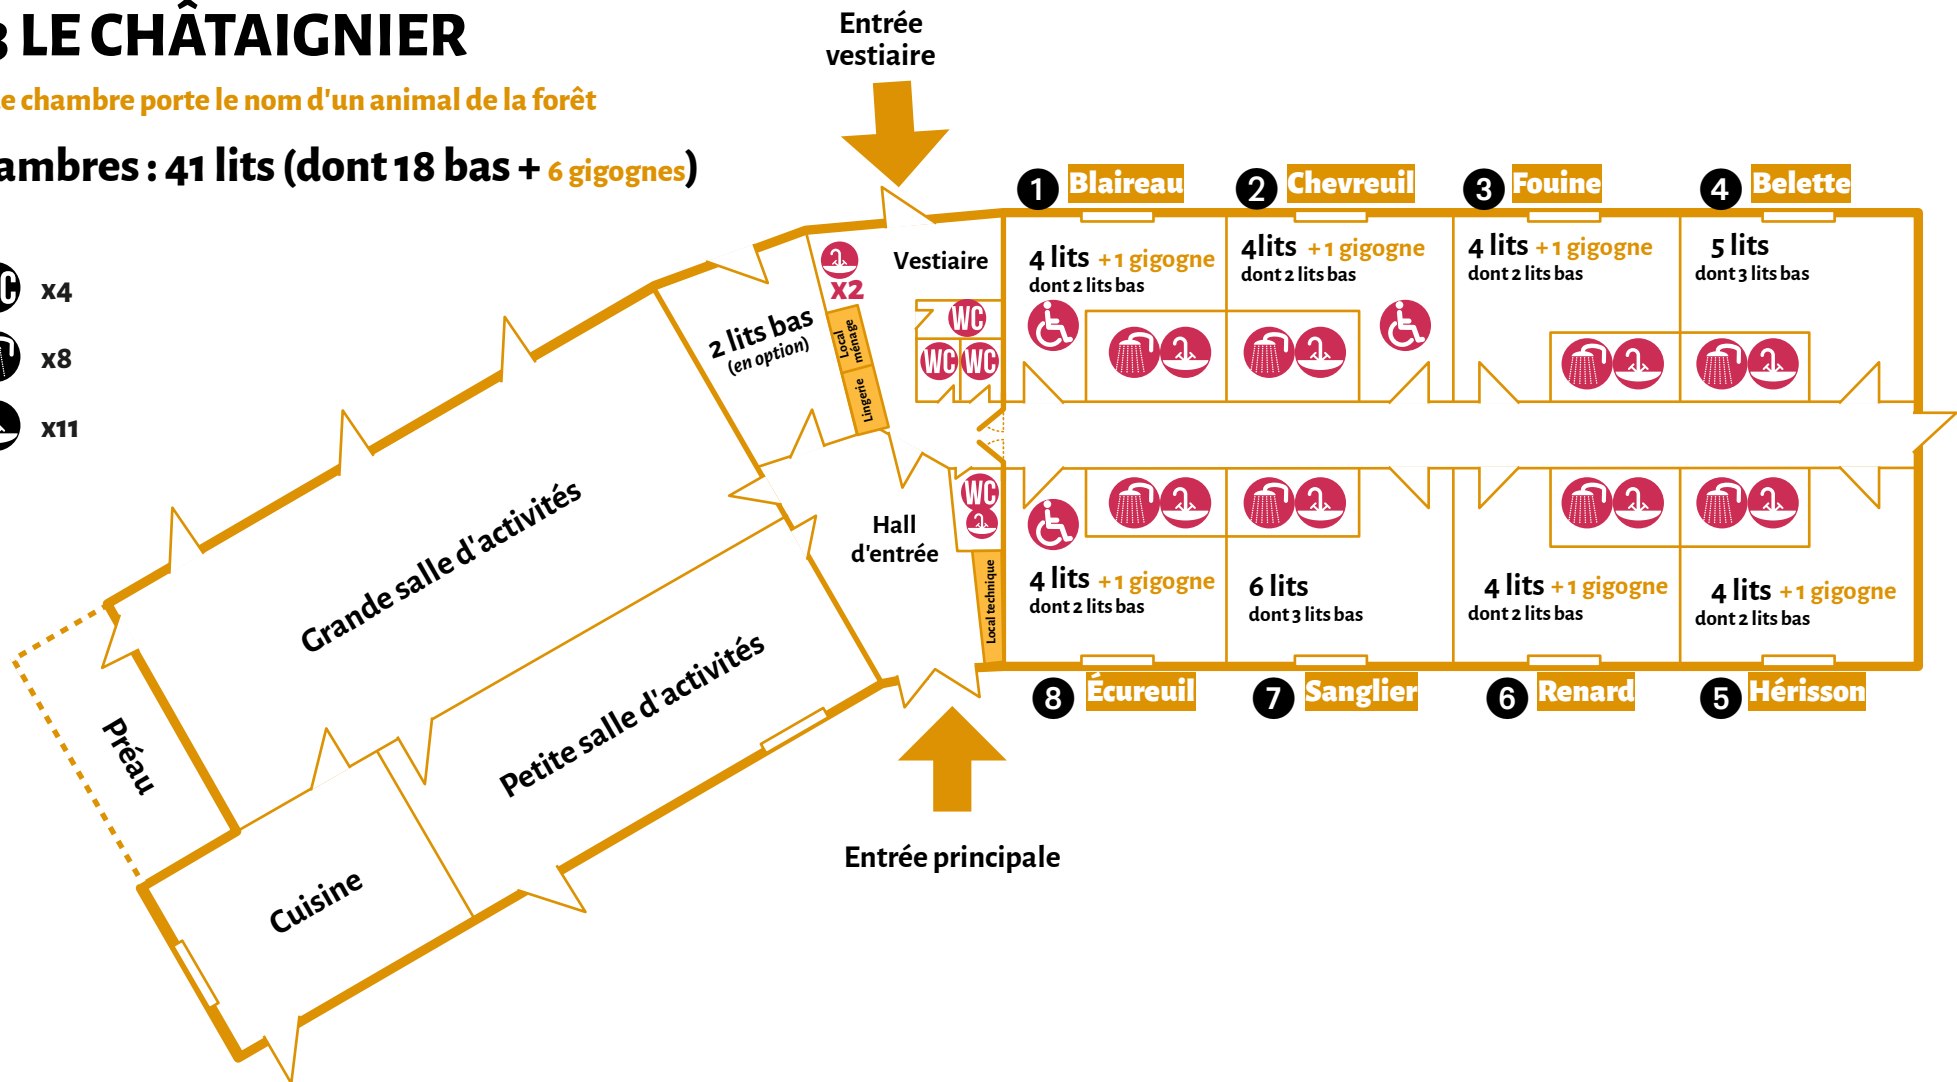 LE CHÂTAIGNIER
chambre porte le nom d'un animal de la forêt
ambres : 41 lits (dont 18 bas + 6 gigognes)
x4
x8
x11
Entrée
vestiaire
1 Blaireau
2 Chevreuil
3 Fouine
4 Belette
4 lits +1 gigogne
dont 2 lits bas
4lits +1 gigogne
dont 2 lits bas
4 lits +1 gigogne
dont 2 lits bas
5 lits
dont 3 lits bas
Vestiaire
x2
Local
ménage
Lingerie
2 lits bas
(en option)
WC
WC
WC
WC
Hall
d'entrée
Local technique
Grande salle d'activités
Petite salle d'activités
Préau
Cuisine
4 lits +1 gigogne
dont 2 lits bas
6 lits
dont 3 lits bas
4 lits +1 gigogne
dont 2 lits bas
4 lits +1 gigogne
dont 2 lits bas
8 Écureuil
7 Sanglier
6 Renard
5 Hérisson
Entrée principale